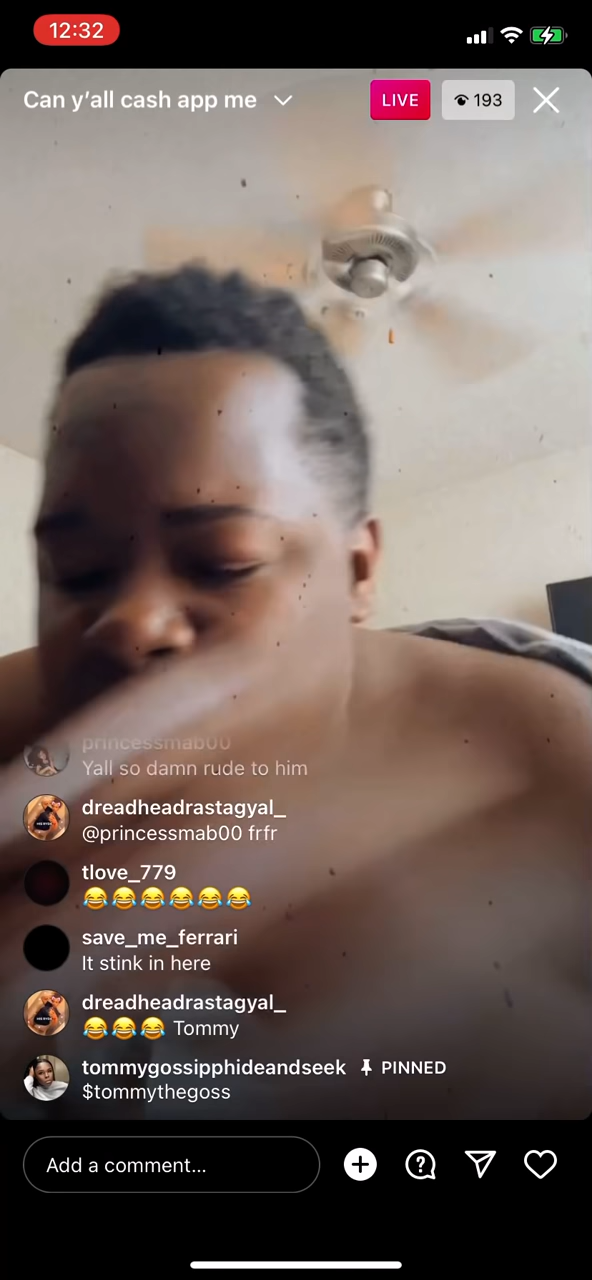 12:32
Can y’all cash app me
LIVE
193
princessmab00
Yall so damn rude to him
dreadheadrastagyal_
@princessmab00 frfr
tlove_779
😂😂😂😂😂😂
save_me_ferrari
It stink in here
dreadheadrastagyal_
😂😂😂 Tommy
tommygossipphideandseek PINNED
$tommythegoss
Add a comment...